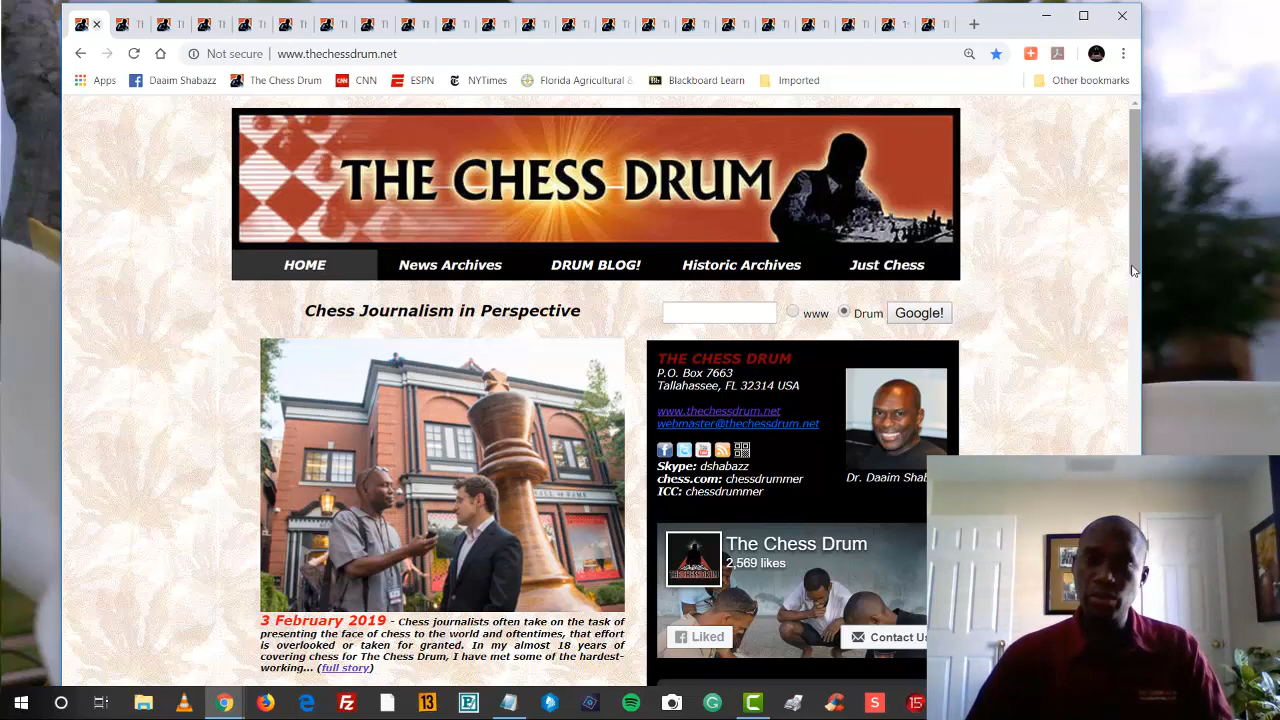 Not secure | www.thechessdrum.net
Apps Daaim Shabazz The Chess Drum CNN ESPN NYTimes Florida Agricultural & Blackboard Learn Imported Other bookmarks
THE CHESS DRUM
HOME News Archives DRUM BLOG! Historic Archives Just Chess
Chess Journalism in Perspective
www Drum Google!
3 February 2019 - Chess journalists often take on the task of
presenting the face of chess to the world and oftentimes, that effort
is overlooked or taken for granted. In my almost 18 years of
covering chess for The Chess Drum, I have met some of the hardest-
working... (full story)
THE CHESS DRUM
P.O. Box 7663
Tallahassee, FL 32314 USA
www.thechessdrum.net
webmaster@thechessdrum.net
Skype: dshabazz
chess.com: chessdrummer
ICC: chessdrummer
Dr. Daaim Shab
The Chess Drum
2,569 likes
Liked
Contact Us